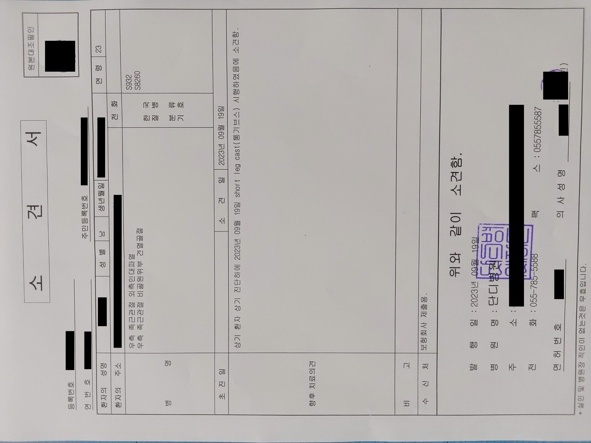 원본대조필인
소 견 서
등록번호
연 번 호
주민등록번호
환자의 성명
성 별 남
생년월일
연 령 23
환자의 주소
전 화
병 명
우측 족관절 외측인대파열
우측 족관절 비골원위부 견열골절
한국
질병
분류
기호
S932
S8260
초 진 일
소 견 일 2023년 09월 19일
향후 치료의견
상기 환자 상기 진단하에 2023년 09월 19일 short leg cast(통기브스) 시행하였음에 소견함.
비 고
수 신 처 보험회사 제출용.
위와 같이 소견함.
발 행 일 : 2023년 09월 19일
병 원 명 : 단디병원
주 소 :
전 화 : 055-785-5588
팩 스 : 0557855587
면허번호
의사성명
* 실인 및 병원장 직인이 없는것은 무효입니다.